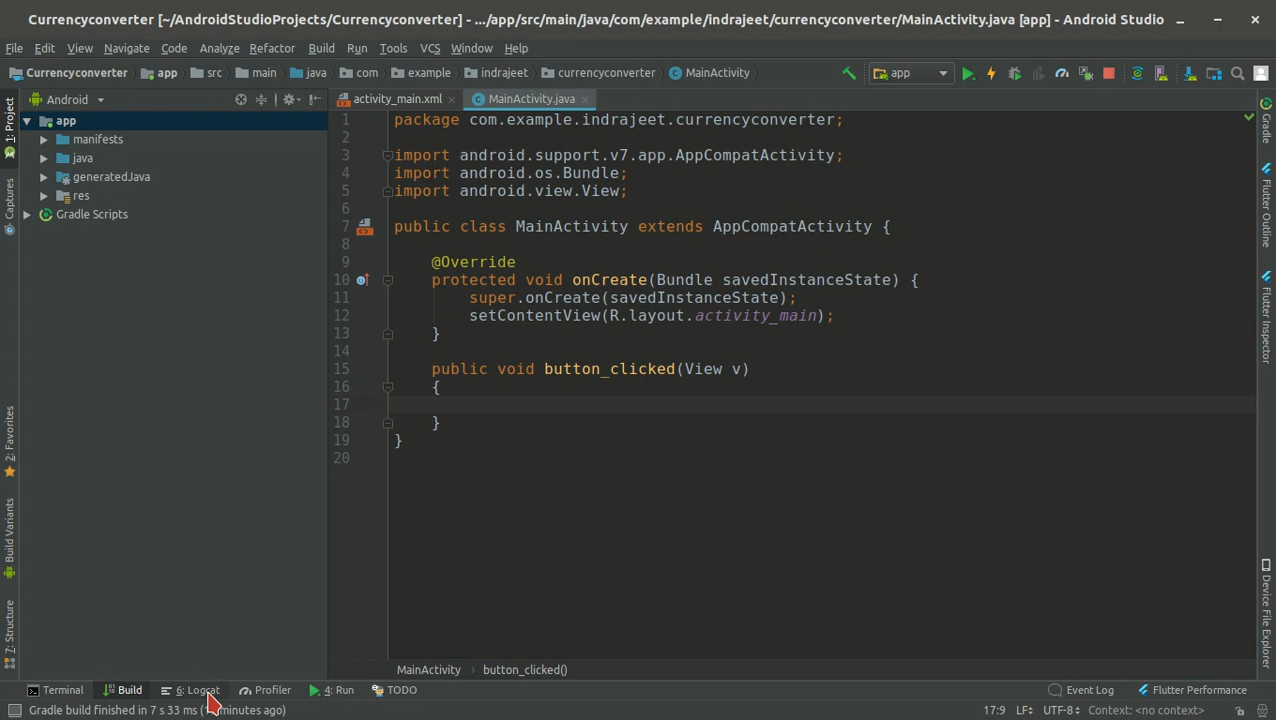 Currencyconverter [~/AndroidStudioProjects/Currencyconverter] - .../app/src/main/java/com/example/indrajeet/currencyconverter/MainActivity.java [app] - Android Studio
File Edit View Navigate Code Analyze Refactor Build Run Tools VCS Window Help
Currencyconverter app src main java com example indrajeet currencyconverter MainActivity app
Android activity_main.xml MainActivity.java
1: Project
Captures
2: Favorites
Build Variants
7: Structure
app
manifests
java
generatedJava
res
Gradle Scripts
1 package com.example.indrajeet.currencyconverter;
2
3 import android.support.v7.app.AppCompatActivity;
4 import android.os.Bundle;
5 import android.view.View;
6
7 public class MainActivity extends AppCompatActivity {
8
9 @Override
10 protected void onCreate(Bundle savedInstanceState) {
11 super.onCreate(savedInstanceState);
12 setContentView(R.layout.activity_main);
13 }
14
15 public void button_clicked(View v)
16 {
17
18 }
19 }
20
Gradle
Flutter Outline
Flutter Inspector
Device File Explorer
MainActivity button_clicked()
Terminal Build 6: Logcat Profiler 4: Run TODO Event Log Flutter Performance
Gradle build finished in 7 s 33 ms ( minutes ago) 17:9 LF UTF-8 Context: <no context>